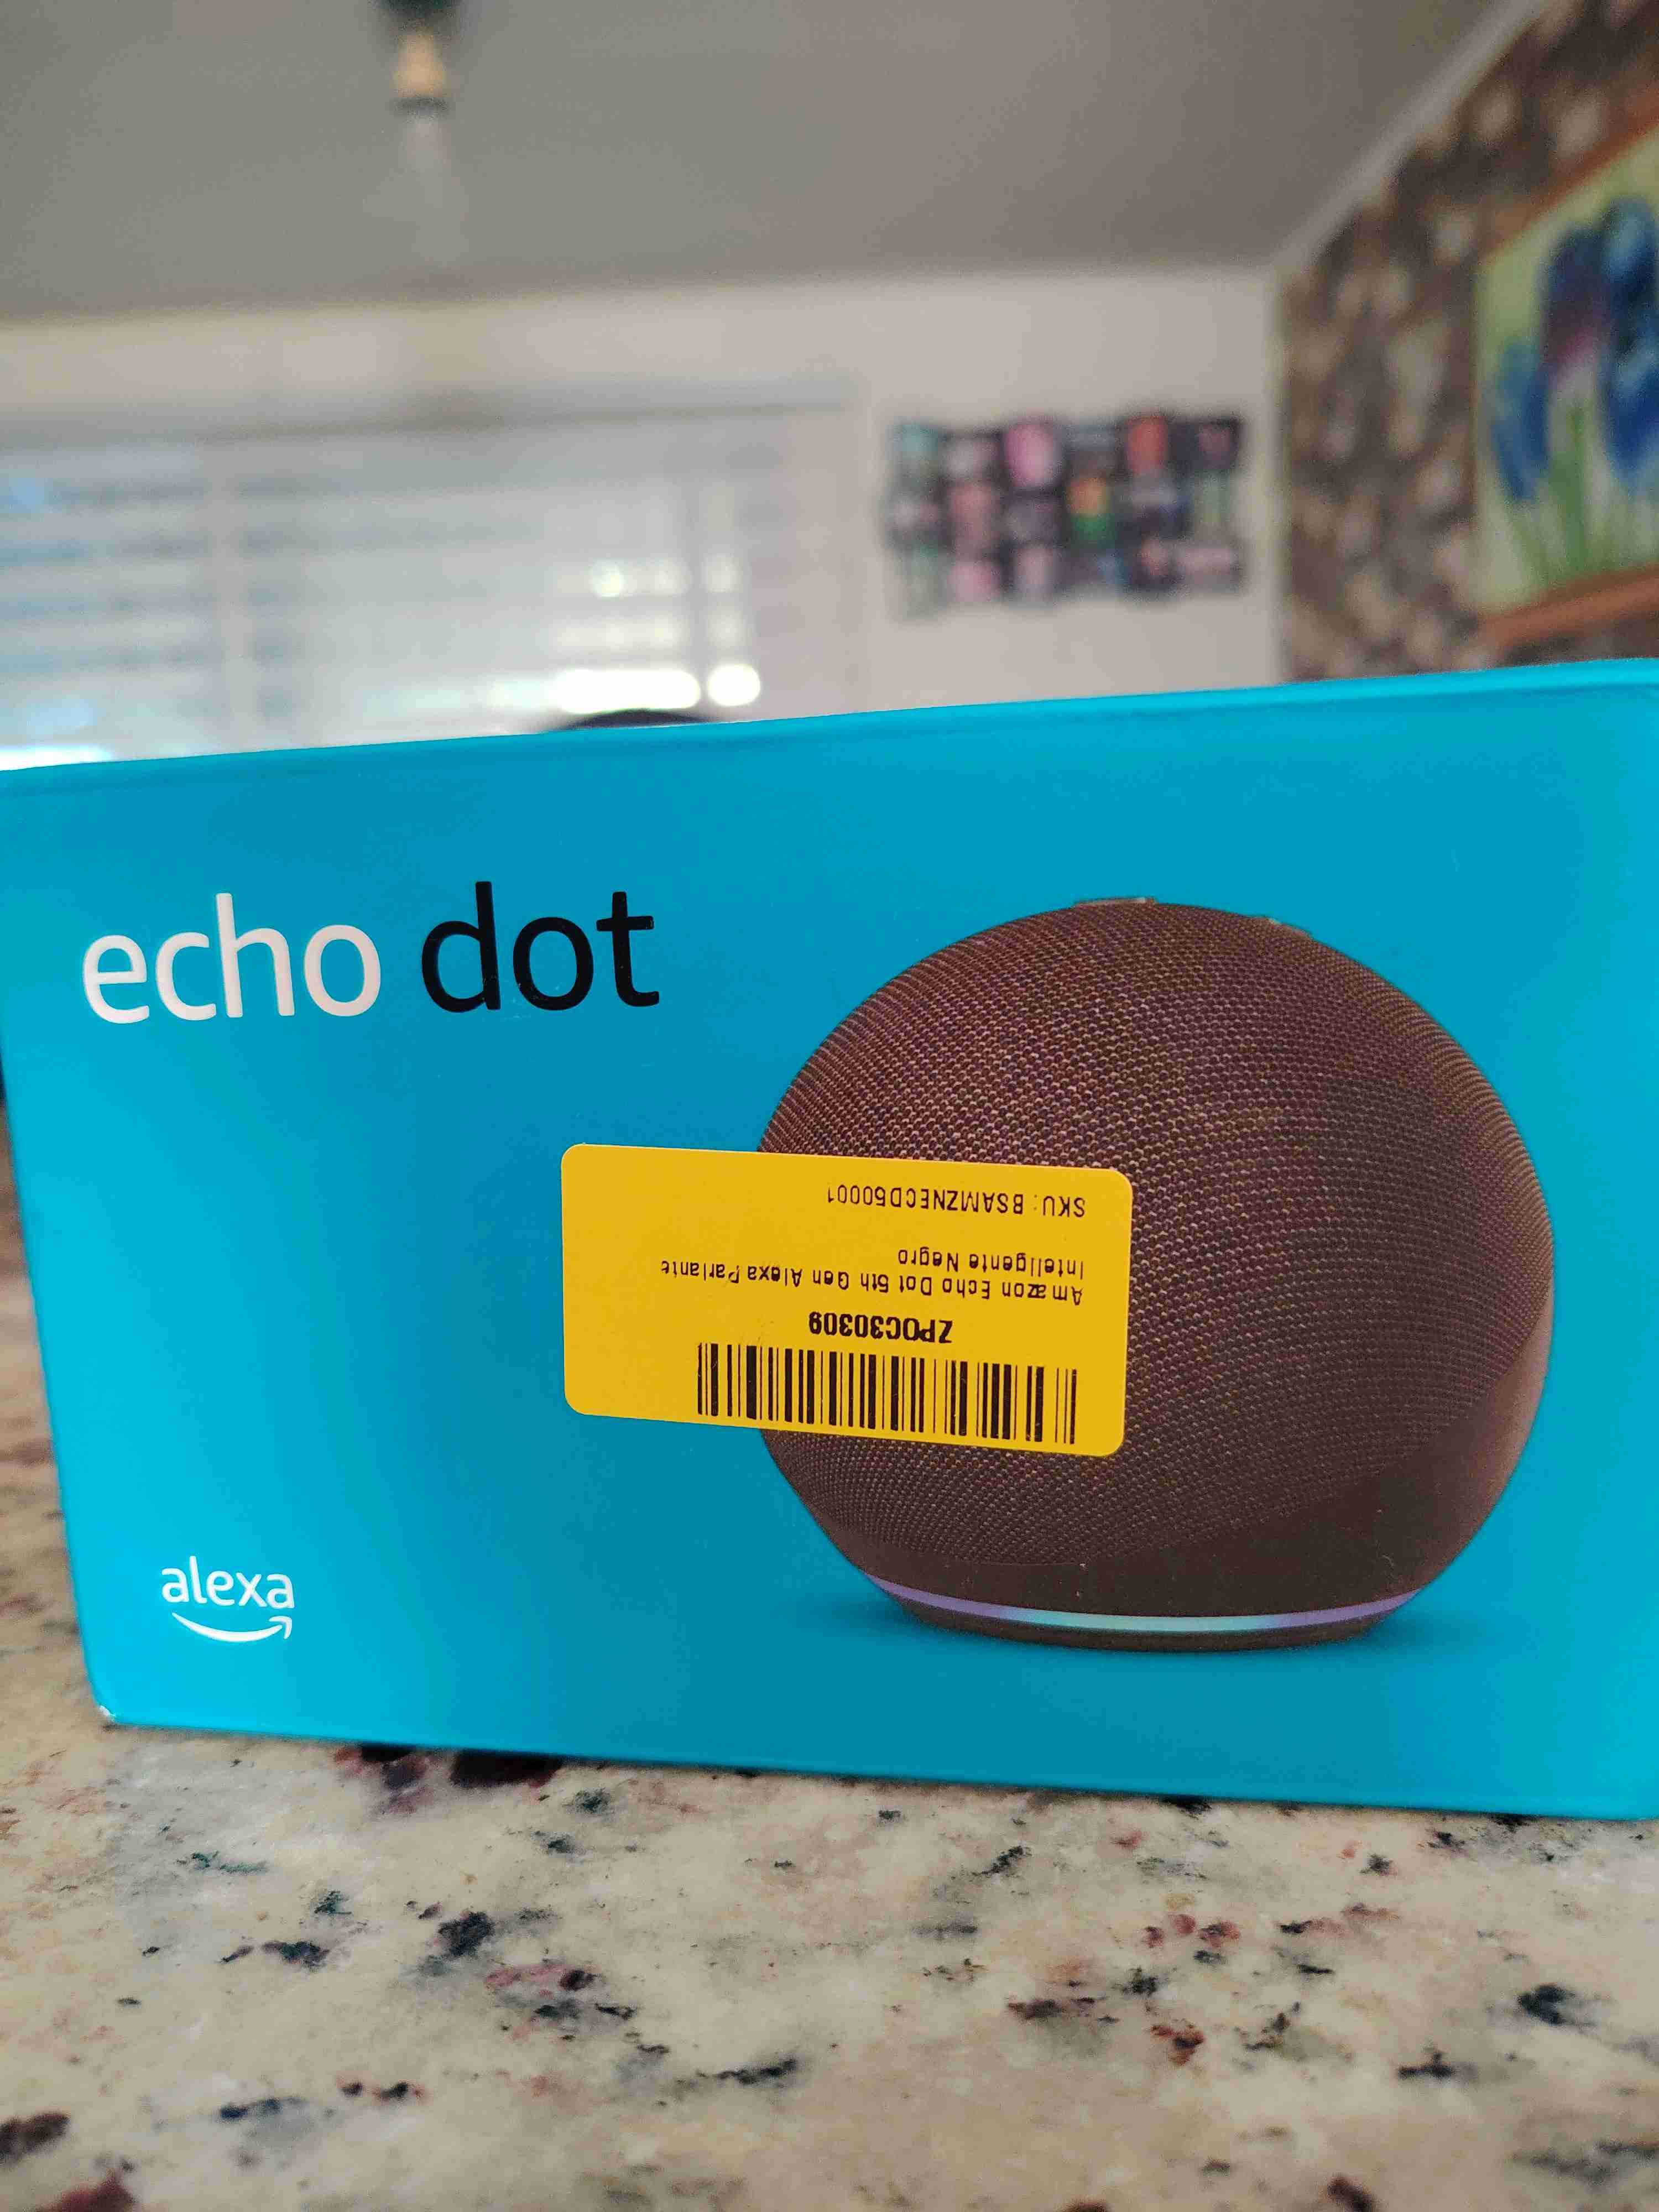 echo dot
SKU: BSAMZNECD50001
Amazon Echo Dot 5th Gen Alexa Parlante
Inteligente Negro
ZPOC30309
alexa